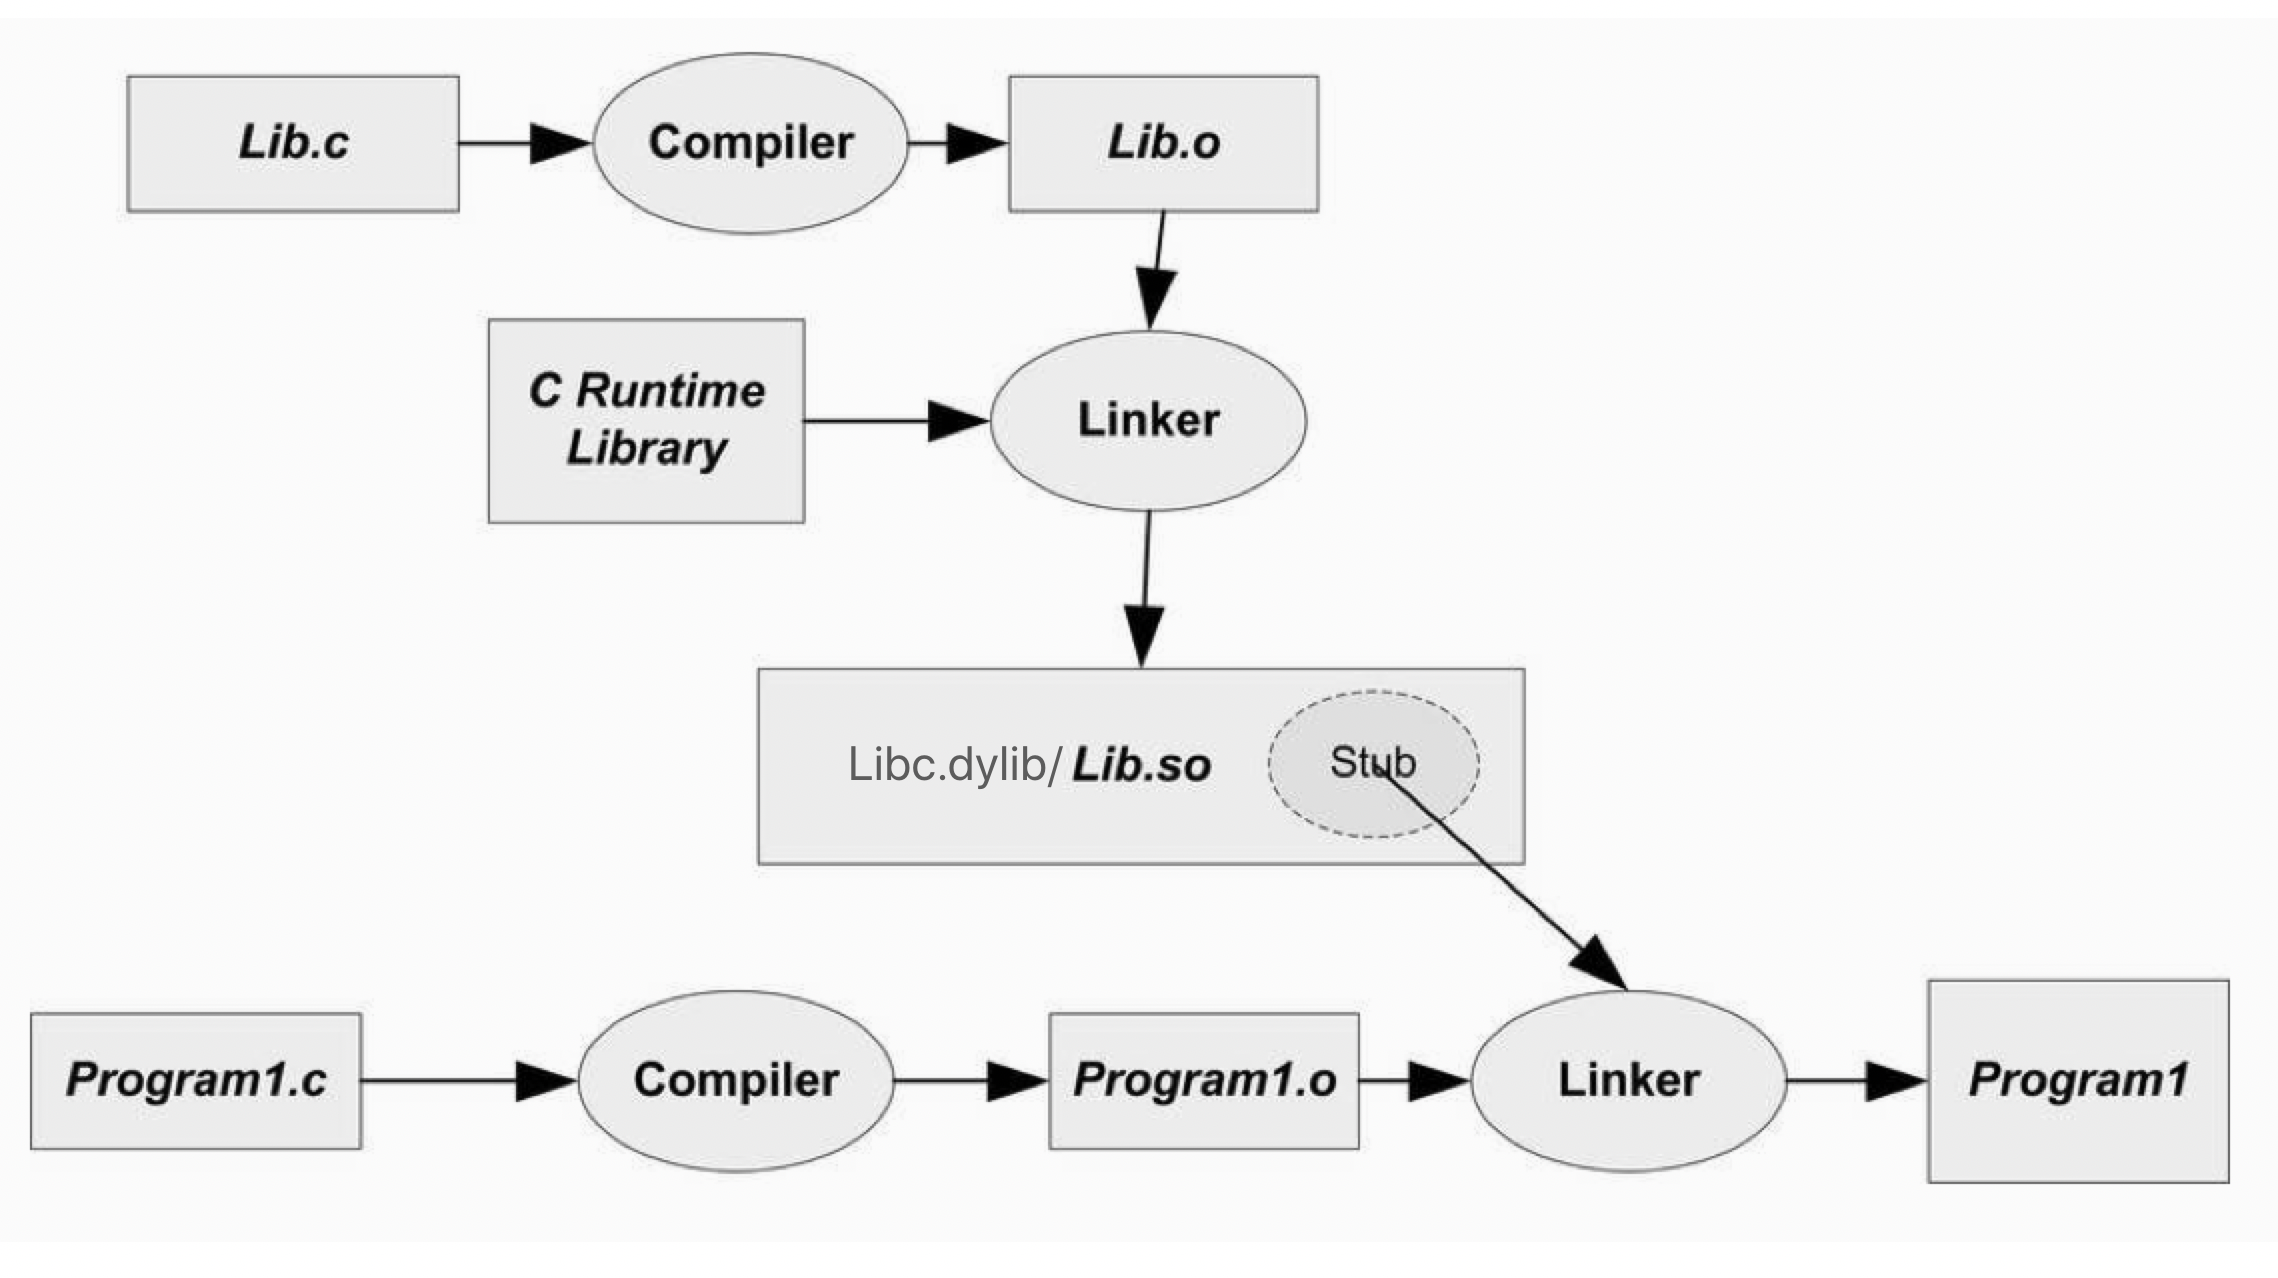 Lib.c
Compiler
Lib.o
C Runtime
Library
Linker
Libc.dylib/ Lib.so
Stub
Program1.c
Compiler
Program1.o
Linker
Program1